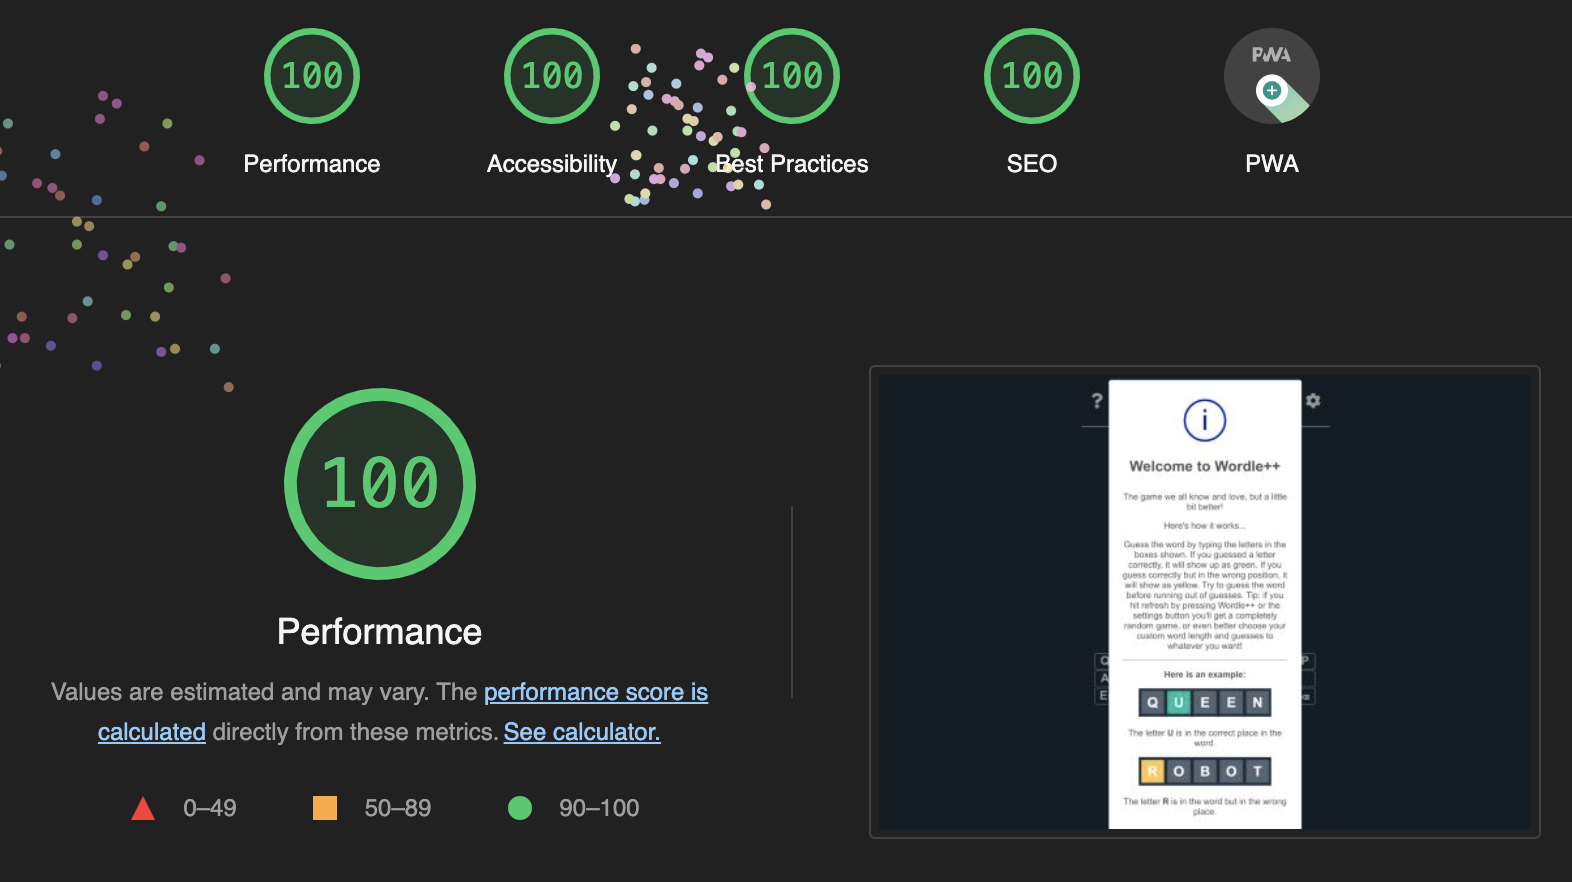 100
100
100
100
PWA
Performance
Accessibility
Best Practices
SEO
PWA
100
Performance
Values are estimated and may vary. The performance score is
calculated directly from these metrics. See calculator.
0–49
50–89
90–100
?
i
Welcome to Wordle++
The game we all know and love, but a little
bit better!
Here's how it works...
Guess the word by typing the letters in the
boxes shown. If you guessed a letter
correctly, it will show up as green. If you
guess correctly but in the wrong position, it
will show as yellow. Try to guess the word
before running out of guesses. Tip: if you
hit refresh by pressing Wordle++ or the
settings button you'll get a completely
random game, or even better choose your
custom word length and guesses to
whatever you want!
Q
P
A
E
Here is an example:
Q U E E N
The letter U is in the correct place in the
word.
R O B O T
The letter R is in the word but in the wrong
place.